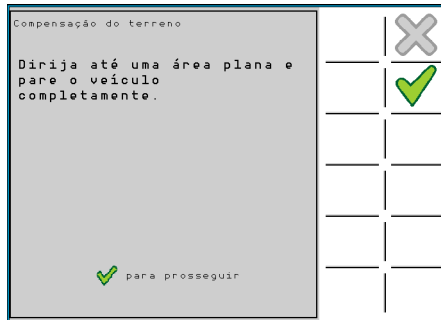 Compensação do terreno
Dirija até uma área plana e
pare o veículo
completamente.
para prosseguir